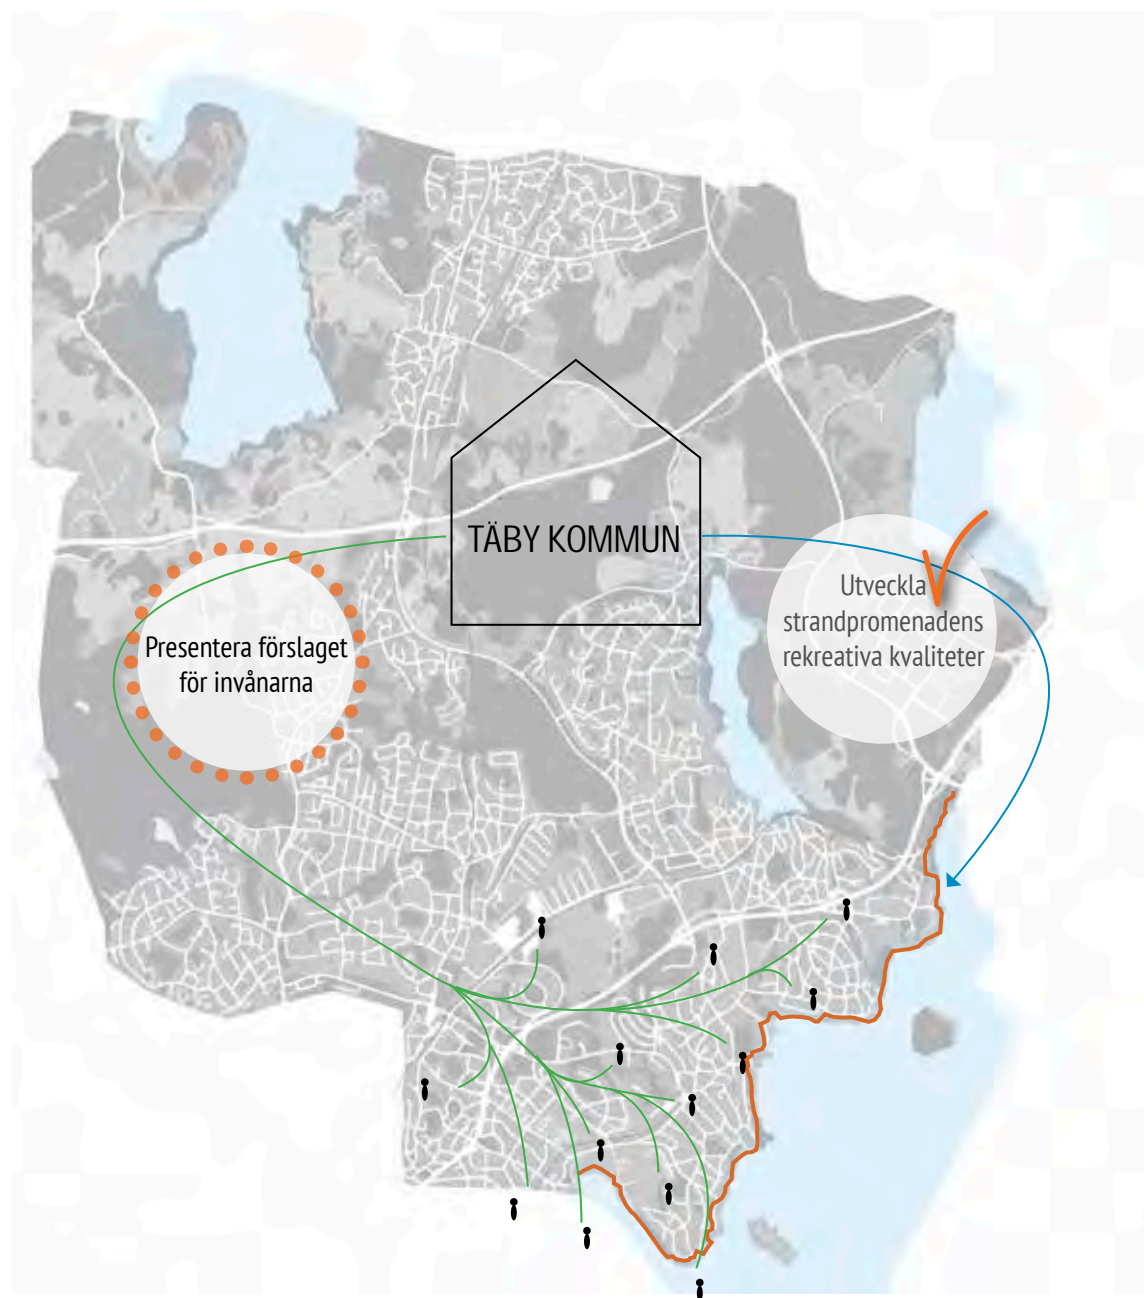 TÄBY KOMMUN
Presentera förslaget
för invånarna
Utveckla
strandpromenadens
rekreativa kvaliteter